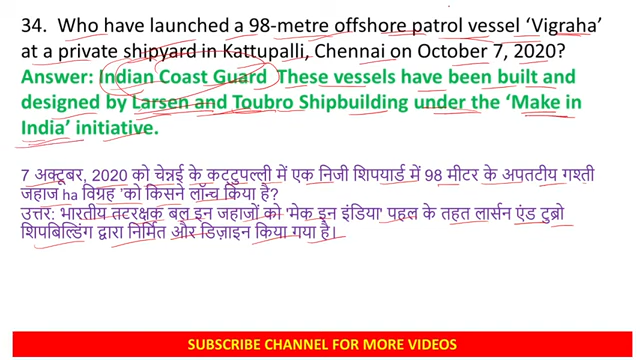 34. Who have launched a 98-metre offshore patrol vessel ‘Vigraha’
at a private shipyard in Kattupalli, Chennai on October 7, 2020?
Answer: Indian Coast Guard These vessels have been built and
designed by Larsen and Toubro Shipbuilding under the ‘Make in
India’ initiative.
7 अक्टूबर, 2020 को चेन्नई के कट्टुपल्ली में एक निजी शिपयार्ड में 98 मीटर के अपतटीय गश्ती
जहाज ha विग्रह 'को किसने लॉन्च किया है?
उत्तर: भारतीय तटरक्षक बल इन जहाजों को 'मेक इन इंडिया' पहल के तहत लार्सन एंड टुब्रो
शिपबिल्डिंग द्वारा निर्मित और डिज़ाइन किया गया है।
SUBSCRIBE CHANNEL FOR MORE VIDEOS